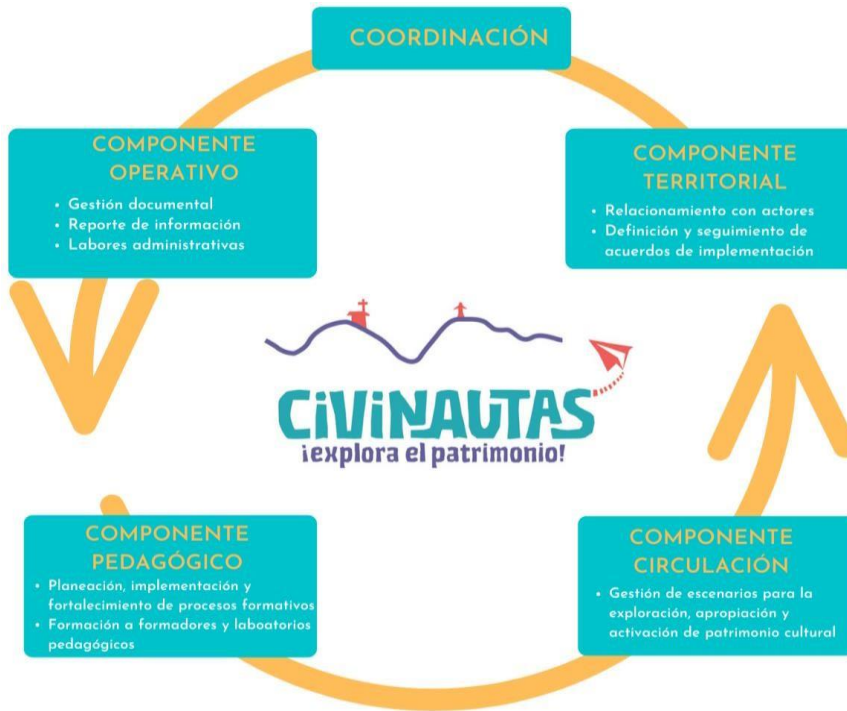 COORDINACIÓN
COMPONENTE
OPERATIVO
• Gestión documental
• Reporte de información
• Labores administrativas
COMPONENTE
TERRITORIAL
• Relacionamiento con actores
• Definición y seguimiento de
acuerdos de implementación
CiViNAUTAS
¡explora el patrimonio!
COMPONENTE
PEDAGÓGICO
• Planeación, implementación y
fortalecimiento de procesos formativos
• Formación a formadores y laboatorios
pedagógicos
COMPONENTE
CIRCULACIÓN
• Gestión de escenarios para la
exploración, apropiación y
activación de patrimonio cultural